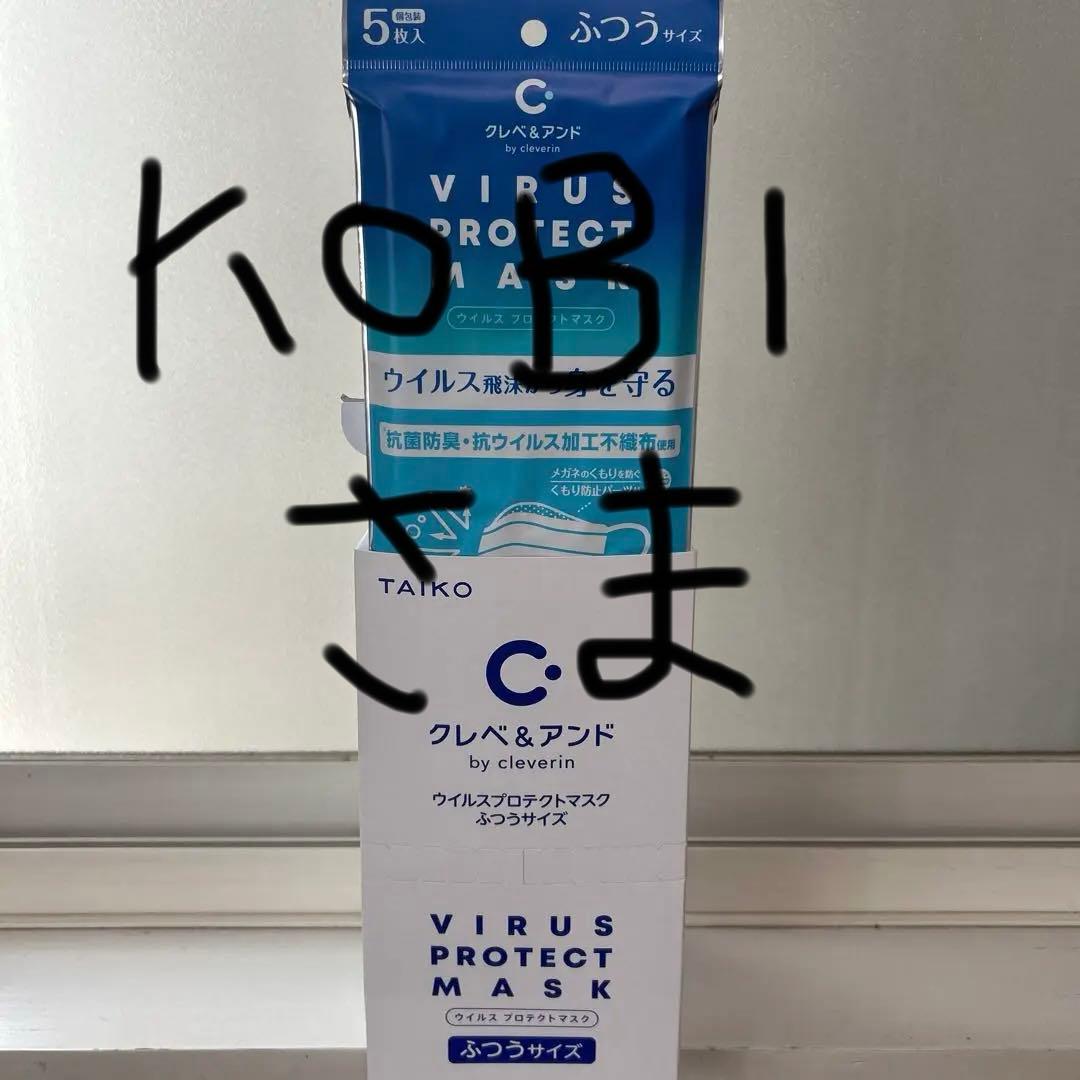 5枚入 個包装 ふつうサイズ
クレベ&アンド
by cleverin
VIRUS
PROTECT
MASK
ウイルス プロテクトマスク
KOBI
ウイルス飛沫から身を守る
抗菌防臭・抗ウイルス加工不織布使用
メガネのくもりを防ぐ
くもり防止パーツ
さま
TAIKO
クレベ&アンド
by cleverin
ウイルスプロテクトマスク
ふつうサイズ
VIRUS
PROTECT
MASK
ウイルス プロテクトマスク
ふつうサイズ